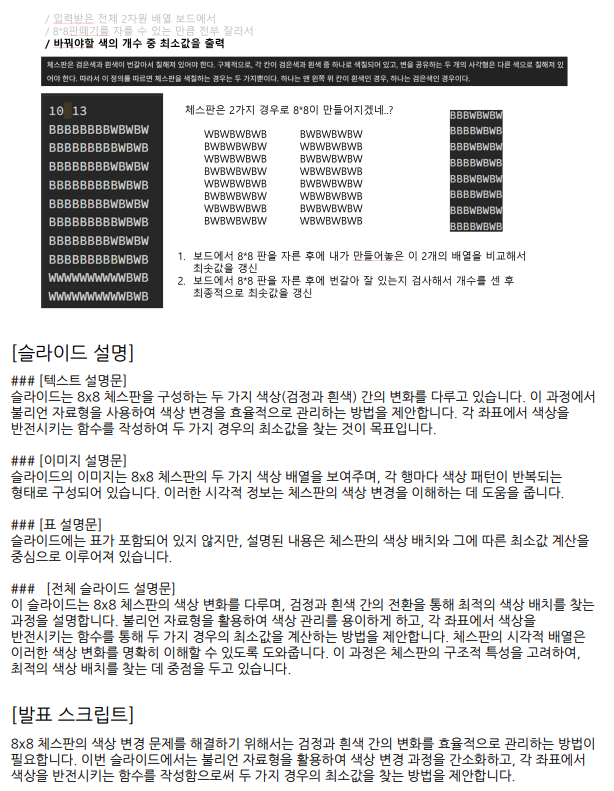 / 입력받은 전체 2차원 배열 보드에서
/ 8*8판떼기를 자를 수 있는 만큼 전부 잘라서
/ 바꿔야할 색의 개수 중 최소값을 출력
체스판은 검은색과 흰색이 번갈아서 칠해져 있어야 한다. 구체적으로, 각 칸이 검은색과 흰색 중 하나로 색칠되어 있고, 변을 공유하는 두 개의 사각형은 다른 색으로 칠해져 있
어야 한다. 따라서 이 정의를 따르면 체스판을 색칠하는 경우는 두 가지뿐이다. 하나는 맨 왼쪽 위 칸이 흰색인 경우, 하나는 검은색인 경우이다.
10 13
BBBBBBBBWBWBW
BBBBBBBBBWBWB
BBBBBBBBWBWBW
BBBBBBBBBWBWB
BBBBBBBBWBWBW
BBBBBBBBBWBWB
BBBBBBBBWBWBW
BBBBBBBBBWBWB
WWWWWWWWWWBWB
WWWWWWWWWWBWB
체스판은 2가지 경우로 8*8이 만들어지겠네..?
WBWBWBWB
BWBWBWBW
WBWBWBWB
BWBWBWBW
WBWBWBWB
BWBWBWBW
WBWBWBWB
BWBWBWBW
BWBWBWBW
WBWBWBWB
BWBWBWBW
WBWBWBWB
BWBWBWBW
WBWBWBWB
BWBWBWBW
WBWBWBWB
BBBWBWBW
BBBBWBWB
BBBWBWBW
BBBBWBWB
BBBWBWBW
BBBBWBWB
BBBWBWBW
BBBBWBWB
1. 보드에서 8*8 판을 자른 후에 내가 만들어놓은 이 2개의 배열을 비교해서
최솟값을 갱신
2. 보드에서 8*8 판을 자른 후에 번갈아 잘 있는지 검사해서 개수를 센 후
최종적으로 최솟값을 갱신
[슬라이드 설명]
### [텍스트 설명문]
슬라이드는 8x8 체스판을 구성하는 두 가지 색상(검정과 흰색) 간의 변화를 다루고 있습니다. 이 과정에서
불리언 자료형을 사용하여 색상 변경을 효율적으로 관리하는 방법을 제안합니다. 각 좌표에서 색상을
반전시키는 함수를 작성하여 두 가지 경우의 최소값을 찾는 것이 목표입니다.
### [이미지 설명문]
슬라이드의 이미지는 8x8 체스판의 두 가지 색상 배열을 보여주며, 각 행마다 색상 패턴이 반복되는
형태로 구성되어 있습니다. 이러한 시각적 정보는 체스판의 색상 변경을 이해하는 데 도움을 줍니다.
### [표 설명문]
슬라이드에는 표가 포함되어 있지 않지만, 설명된 내용은 체스판의 색상 배치와 그에 따른 최소값 계산을
중심으로 이루어져 있습니다.
### [전체 슬라이드 설명문]
이 슬라이드는 8x8 체스판의 색상 변화를 다루며, 검정과 흰색 간의 전환을 통해 최적의 색상 배치를 찾는
과정을 설명합니다. 불리언 자료형을 활용하여 색상 관리를 용이하게 하고, 각 좌표에서 색상을
반전시키는 함수를 통해 두 가지 경우의 최소값을 계산하는 방법을 제안합니다. 체스판의 시각적 배열은
이러한 색상 변화를 명확히 이해할 수 있도록 도와줍니다. 이 과정은 체스판의 구조적 특성을 고려하여,
최적의 색상 배치를 찾는 데 중점을 두고 있습니다.
[발표 스크립트]
8x8 체스판의 색상 변경 문제를 해결하기 위해서는 검정과 흰색 간의 변화를 효율적으로 관리하는 방법이
필요합니다. 이번 슬라이드에서는 불리언 자료형을 활용하여 색상 변경 과정을 간소화하고, 각 좌표에서
색상을 반전시키는 함수를 작성함으로써 두 가지 경우의 최소값을 찾는 방법을 제안합니다.